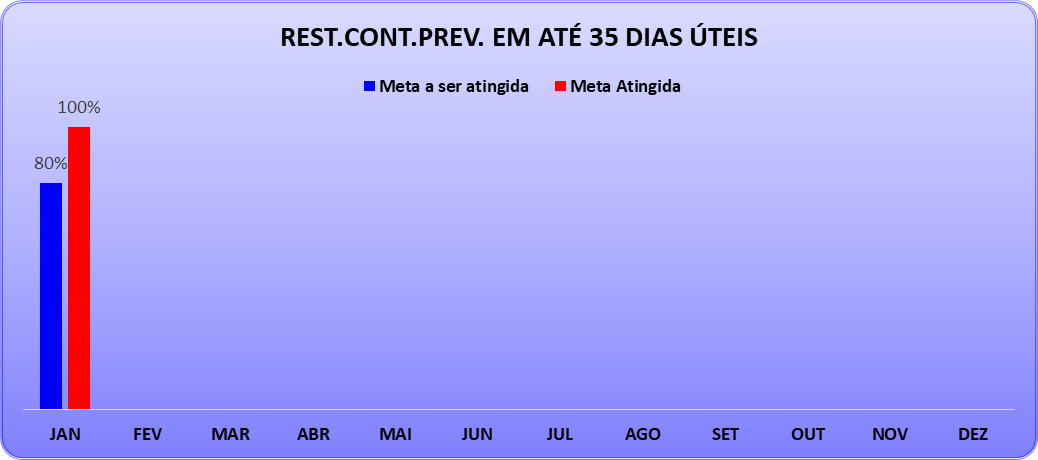 REST.CONT.PREV. EM ATÉ 35 DIAS ÚTEIS
Meta a ser atingida Meta Atingida
100%
80%
JAN FEV MAR ABR MAI JUN JUL AGO SET OUT NOV DEZ